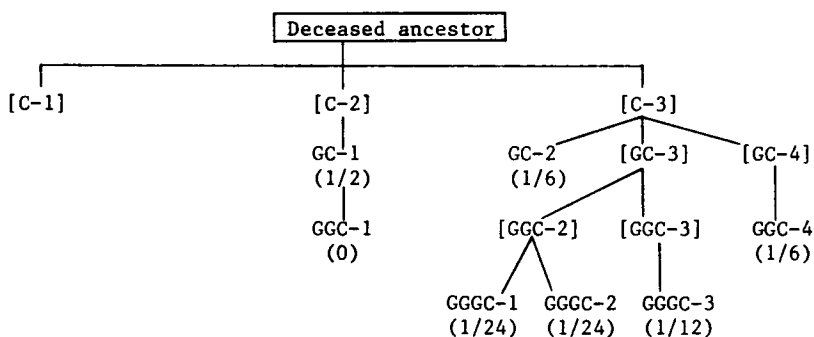 Deceased ancestor
[C-1] [C-2] [C-3]
GC-1 GC-2 [GC-3] [GC-4]
(1/2) (1/6)
GGC-1 [GGC-2] [GGC-3] GGC-4
(0) (1/6)
GGGC-1 GGGC-2 GGGC-3
(1/24) (1/24) (1/12)